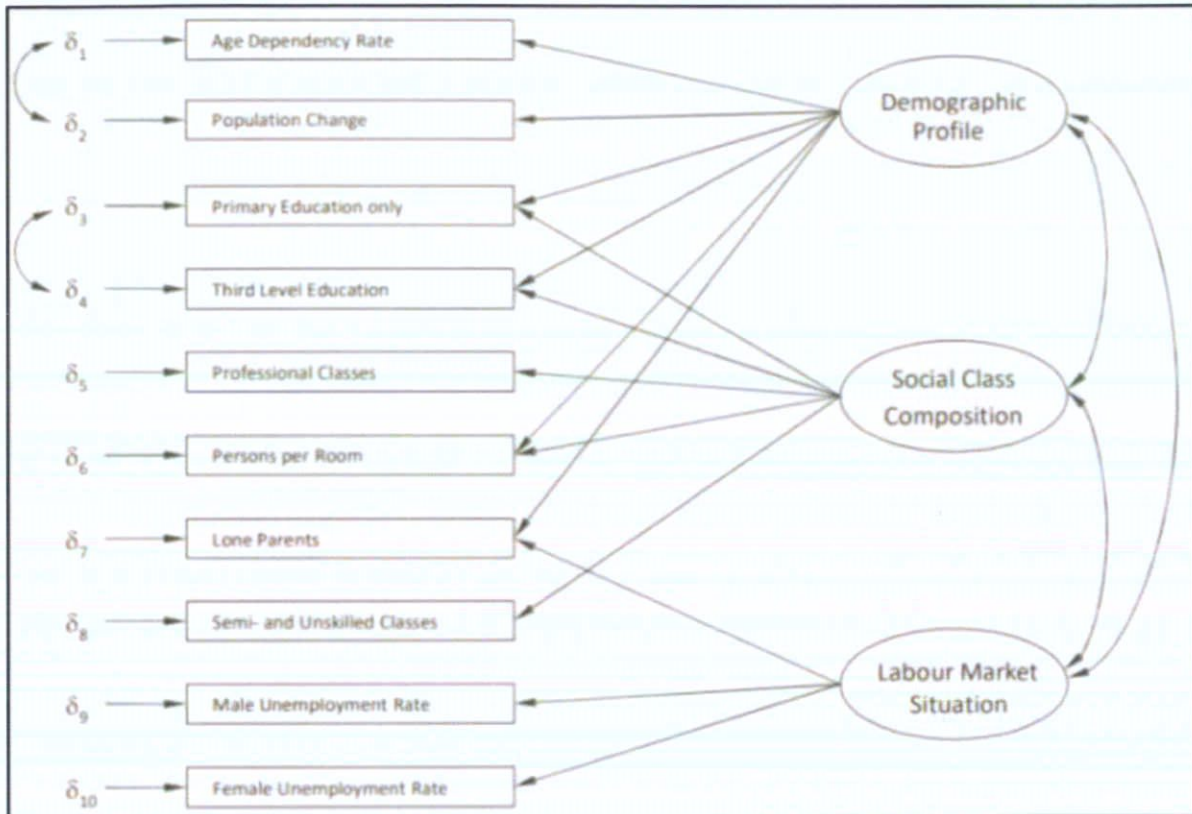 δ1
Age Dependency Rate
δ2
Population Change
δ3
Primary Education only
δ4
Third Level Education
δ5
Professional Classes
δ6
Persons per Room
δ7
Lone Parents
δ8
Semi- and Unskilled Classes
δ9
Male Unemployment Rate
δ10
Female Unemployment Rate
Demographic
Profile
Social Class
Composition
Labour Market
Situation